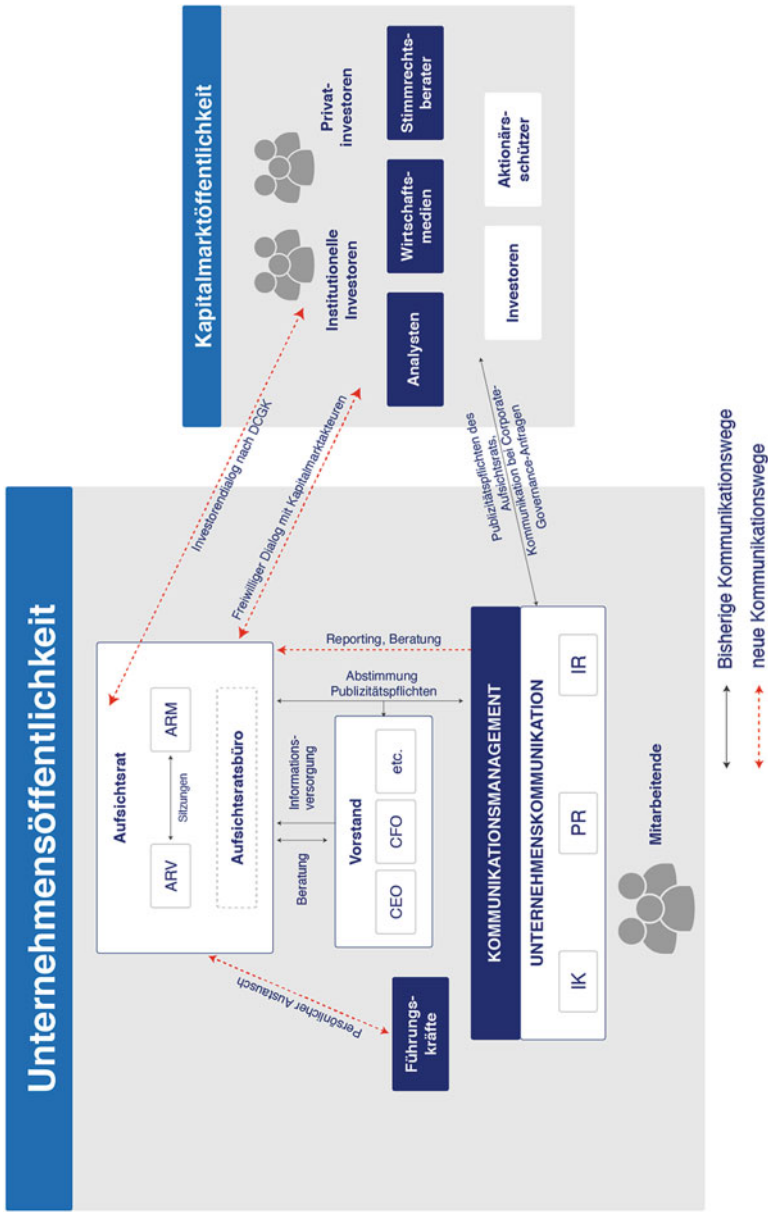 Unternehmensöffentlichkeit
Aufsichtsrat
ARV
Sitzungen
ARM
Aufsichtsratsbüro
Persönlicher Austausch
Beratung
Informations-
versorgung
Abstimmung
Publizitätspflichten
Reporting, Beratung
Führungs-
kräfte
Vorstand
CEO
CFO
etc.
KOMMUNIKATIONSMANAGEMENT
UNTERNEHMENSKOMMUNIKATION
IK
PR
IR
Mitarbeitende
Investorendialog nach DCGK
Freiwilliger Dialog mit Kapitalmarktakteuren
Publizitätspflichten des
Aufsichtsrats,
Kommunikation bei Corporate-
Governance-Anfragen
Kapitalmarktöffentlichkeit
Institutionelle
Investoren
Privat-
investoren
Analysten
Wirtschafts-
medien
Stimmrechts-
berater
Investoren
Aktionärs-
schützer
Bisherige Kommunikationswege
neue Kommunikationswege